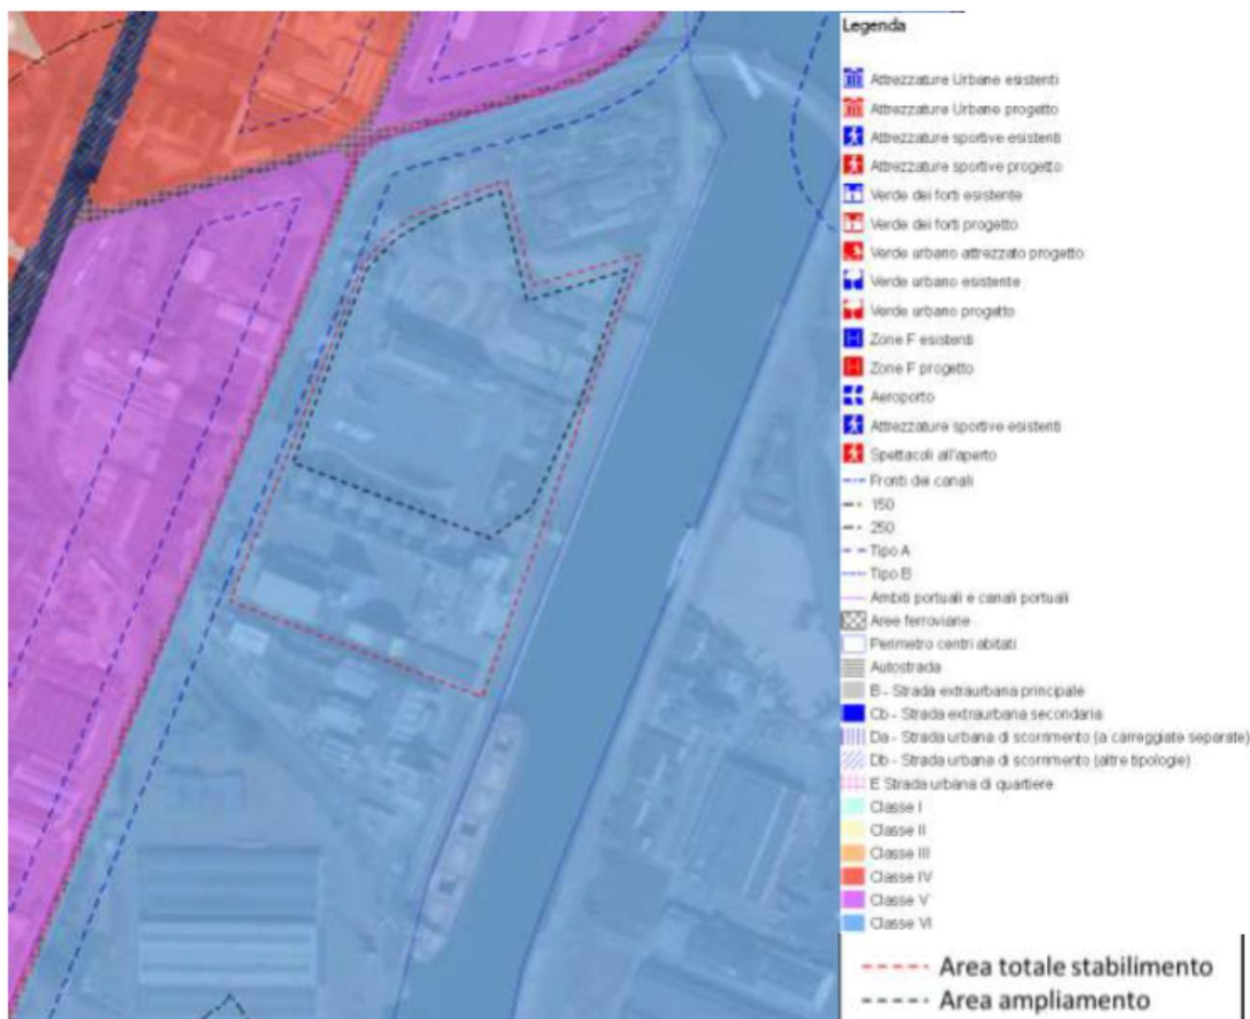 Legenda
Attrezzature Urbane esistenti
Attrezzature Urbane progetto
Attrezzature sportive esistenti
Attrezzature sportive progetto
Verde dei forti esistente
Verde dei forti progetto
Verde urbano attrezzato progetto
Verde urbano esistente
Verde urbano progetto
Zone F esistenti
Zone F progetto
Aeroporto
Attrezzature sportive esistenti
Spettacoli all'aperto
Fronti dei canali
150
250
Tipo A
Tipo B
Ambiti portuali e canali portuali
Aree ferroviarie
Perimetro centri abitati
Autostrada
B - Strada extraurbana principale
Cb - Strada extraurbana secondaria
Da - Strada urbana di scorrimento (a carreggiate separate)
Db - Strada urbana di scorrimento (altre tipologie)
E Strada urbana di quartiere
Classe I
Classe II
Classe III
Classe IV
Classe V
Classe VI
Area totale stabilimento
Area ampliamento